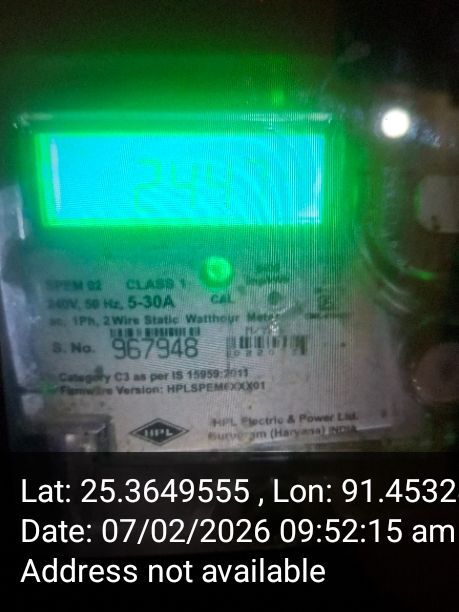 SPEM 02 CLASS 1
240V, 50 Hz, 5-30A CAL
ac, 1Ph, 2 Wire Static Watthour Meter
S. No. 967948
Category C3 as per IS 15959:2011
Firmware Version: HPLSPEM6XXX01
HPL
HPL Electric & Power Ltd.
Gurugram (Haryana) INDIA
Lat: 25.3649555 , Lon: 91.4532
Date: 07/02/2026 09:52:15 am
Address not available